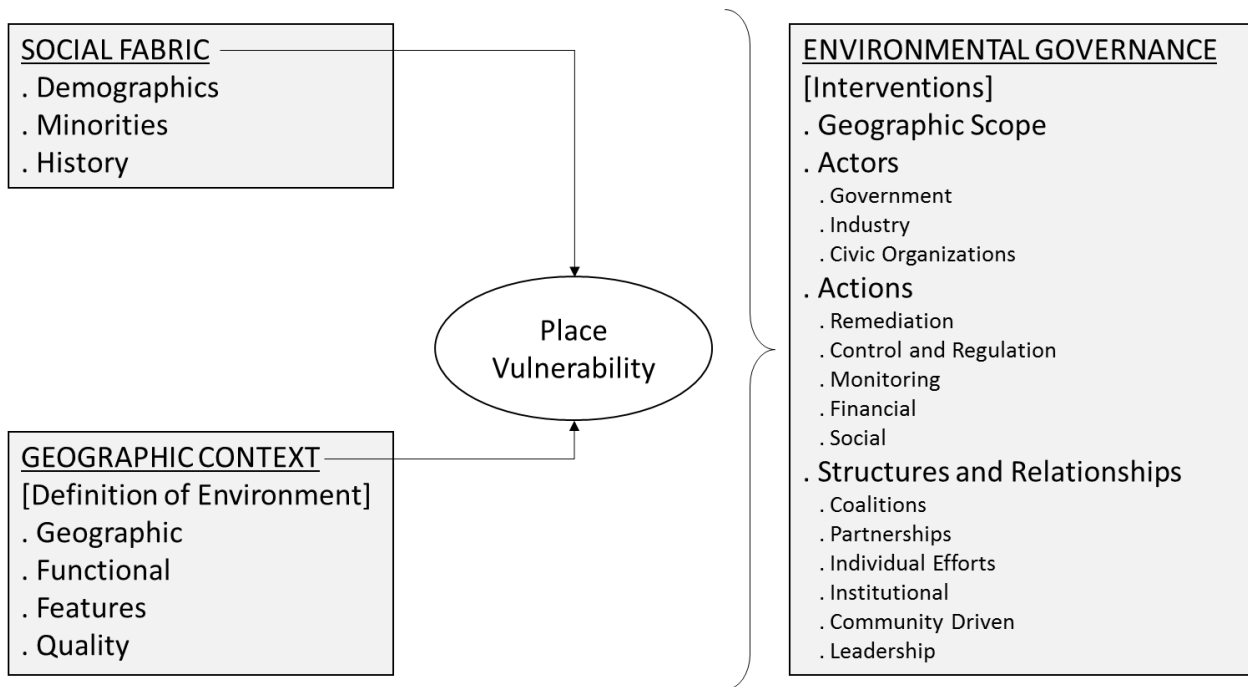 SOCIAL FABRIC
. Demographics
. Minorities
. History
Place
Vulnerability
GEOGRAPHIC CONTEXT
[Definition of Environment]
. Geographic
. Functional
. Features
. Quality
ENVIRONMENTAL GOVERNANCE
[Interventions]
. Geographic Scope
. Actors
. Government
. Industry
. Civic Organizations
. Actions
. Remediation
. Control and Regulation
. Monitoring
. Financial
. Social
. Structures and Relationships
. Coalitions
. Partnerships
. Individual Efforts
. Institutional
. Community Driven
. Leadership